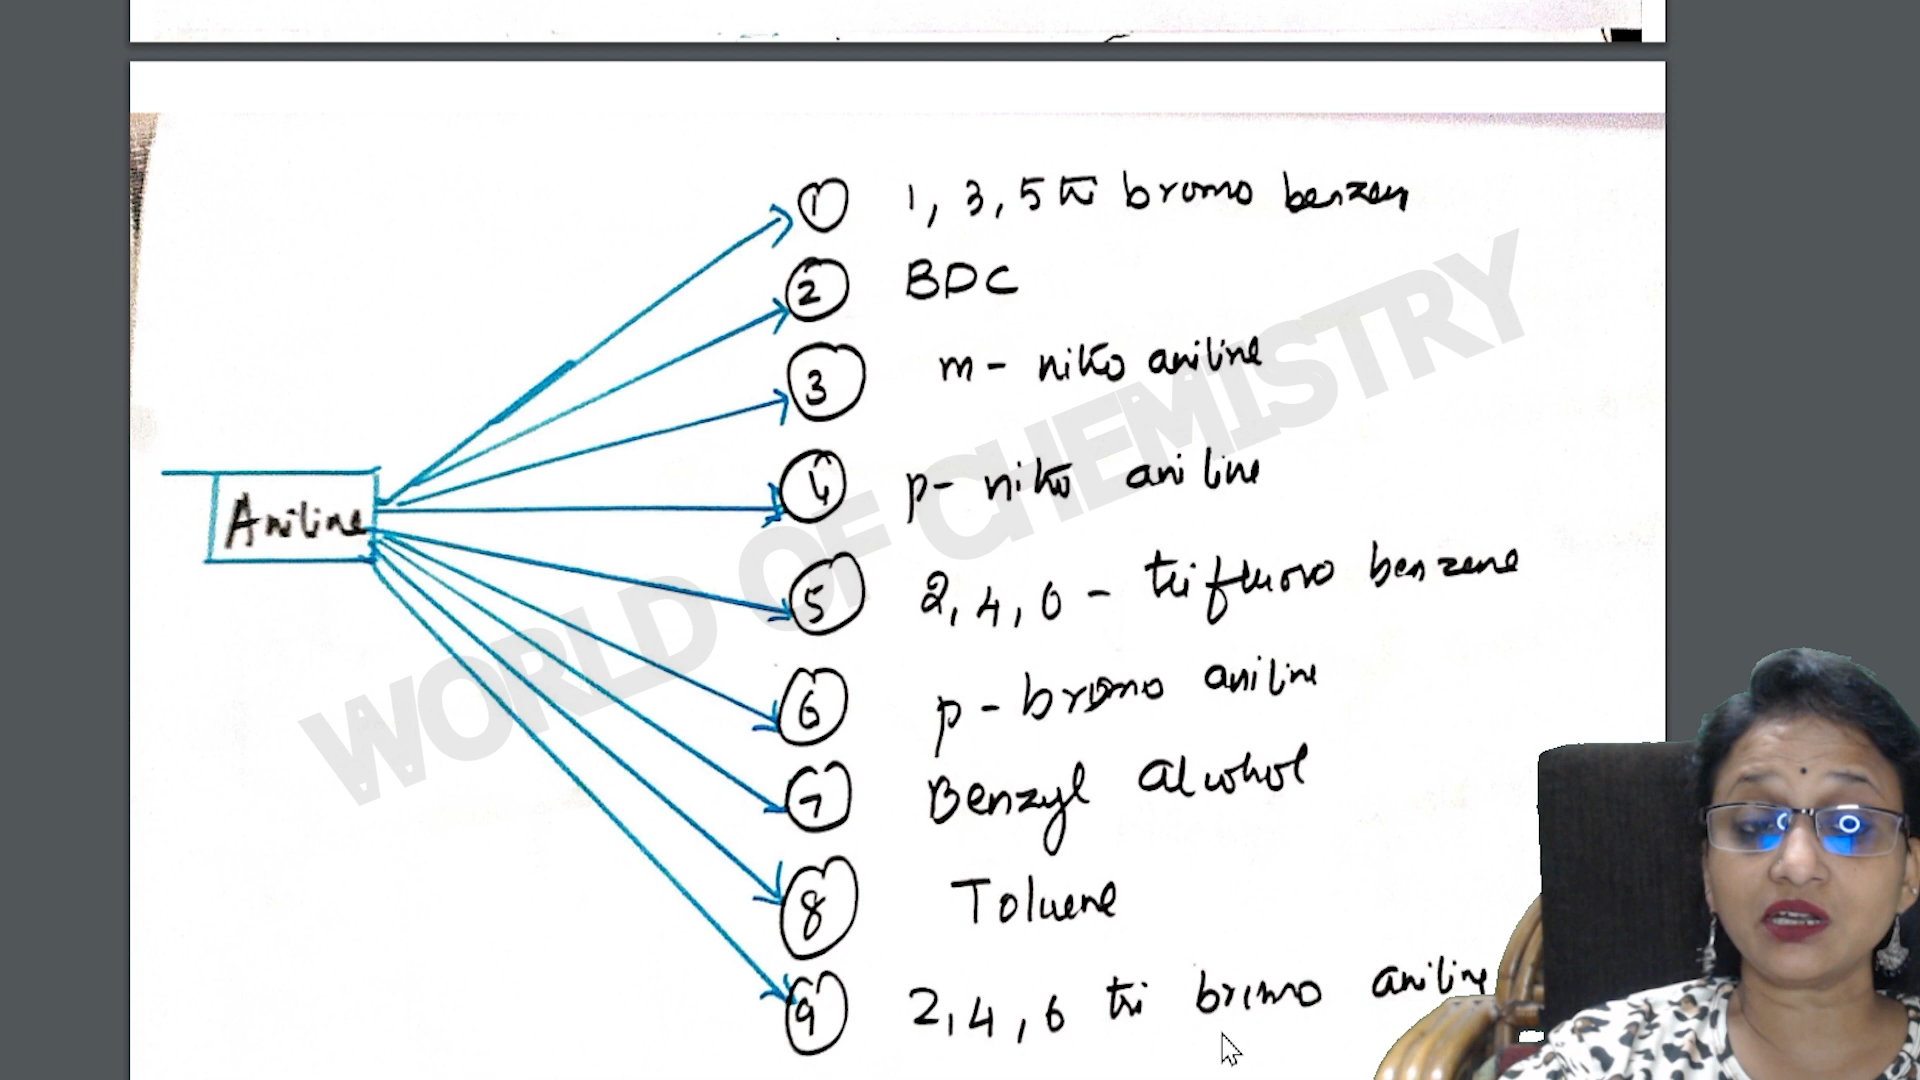 Aniline
1 1, 3, 5 tri bromo benzen
2 BDC
3 m - nitro aniline
4 p- nitro aniline
5 2, 4, 6 - trifluoro benzene
6 p - bromo aniline
7 Benzyl alcohol
8 Toluene
9 2, 4, 6 tri bromo aniline
WORLD OF CHEMISTRY